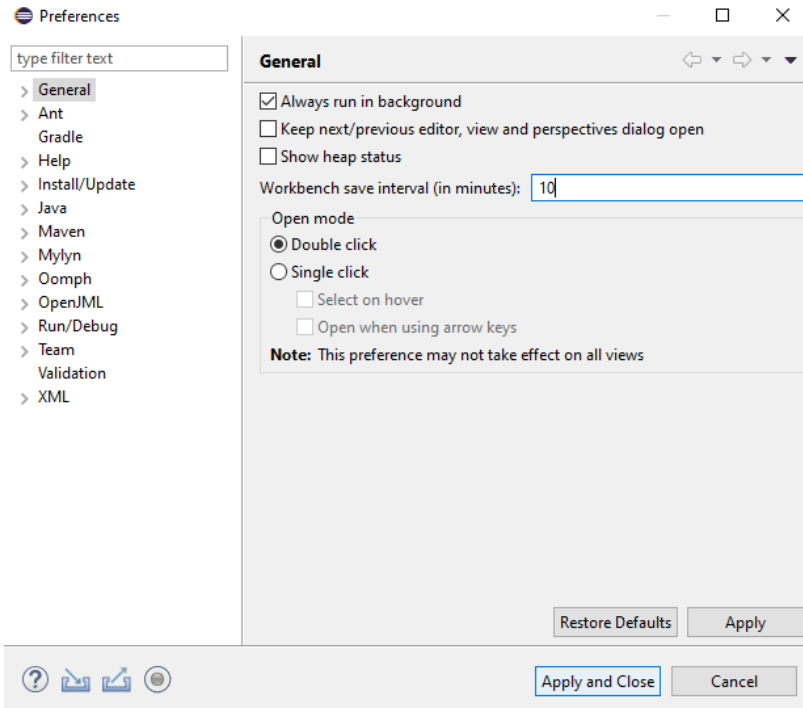 Preferences
type filter text
General
Ant
Gradle
Help
Install/Update
Java
Maven
Mylyn
Oomph
OpenJML
Run/Debug
Team
Validation
XML
General
Always run in background
Keep next/previous editor, view and perspectives dialog open
Show heap status
Workbench save interval (in minutes): 10
Open mode
Double click
Single click
Select on hover
Open when using arrow keys
Note: This preference may not take effect on all views
Restore Defaults Apply
? Apply and Close Cancel